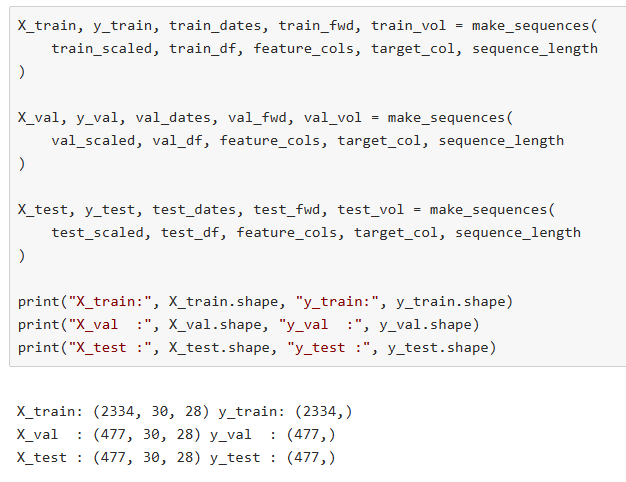 X_train, y_train, train_dates, train_fwd, train_vol = make_sequences(
    train_scaled, train_df, feature_cols, target_col, sequence_length
)

X_val, y_val, val_dates, val_fwd, val_vol = make_sequences(
    val_scaled, val_df, feature_cols, target_col, sequence_length
)

X_test, y_test, test_dates, test_fwd, test_vol = make_sequences(
    test_scaled, test_df, feature_cols, target_col, sequence_length
)

print("X_train:", X_train.shape, "y_train:", y_train.shape)
print("X_val  :", X_val.shape, "y_val  :", y_val.shape)
print("X_test :", X_test.shape, "y_test :", y_test.shape)

X_train: (2334, 30, 28) y_train: (2334,)
X_val  : (477, 30, 28) y_val  : (477,)
X_test : (477, 30, 28) y_test : (477,)